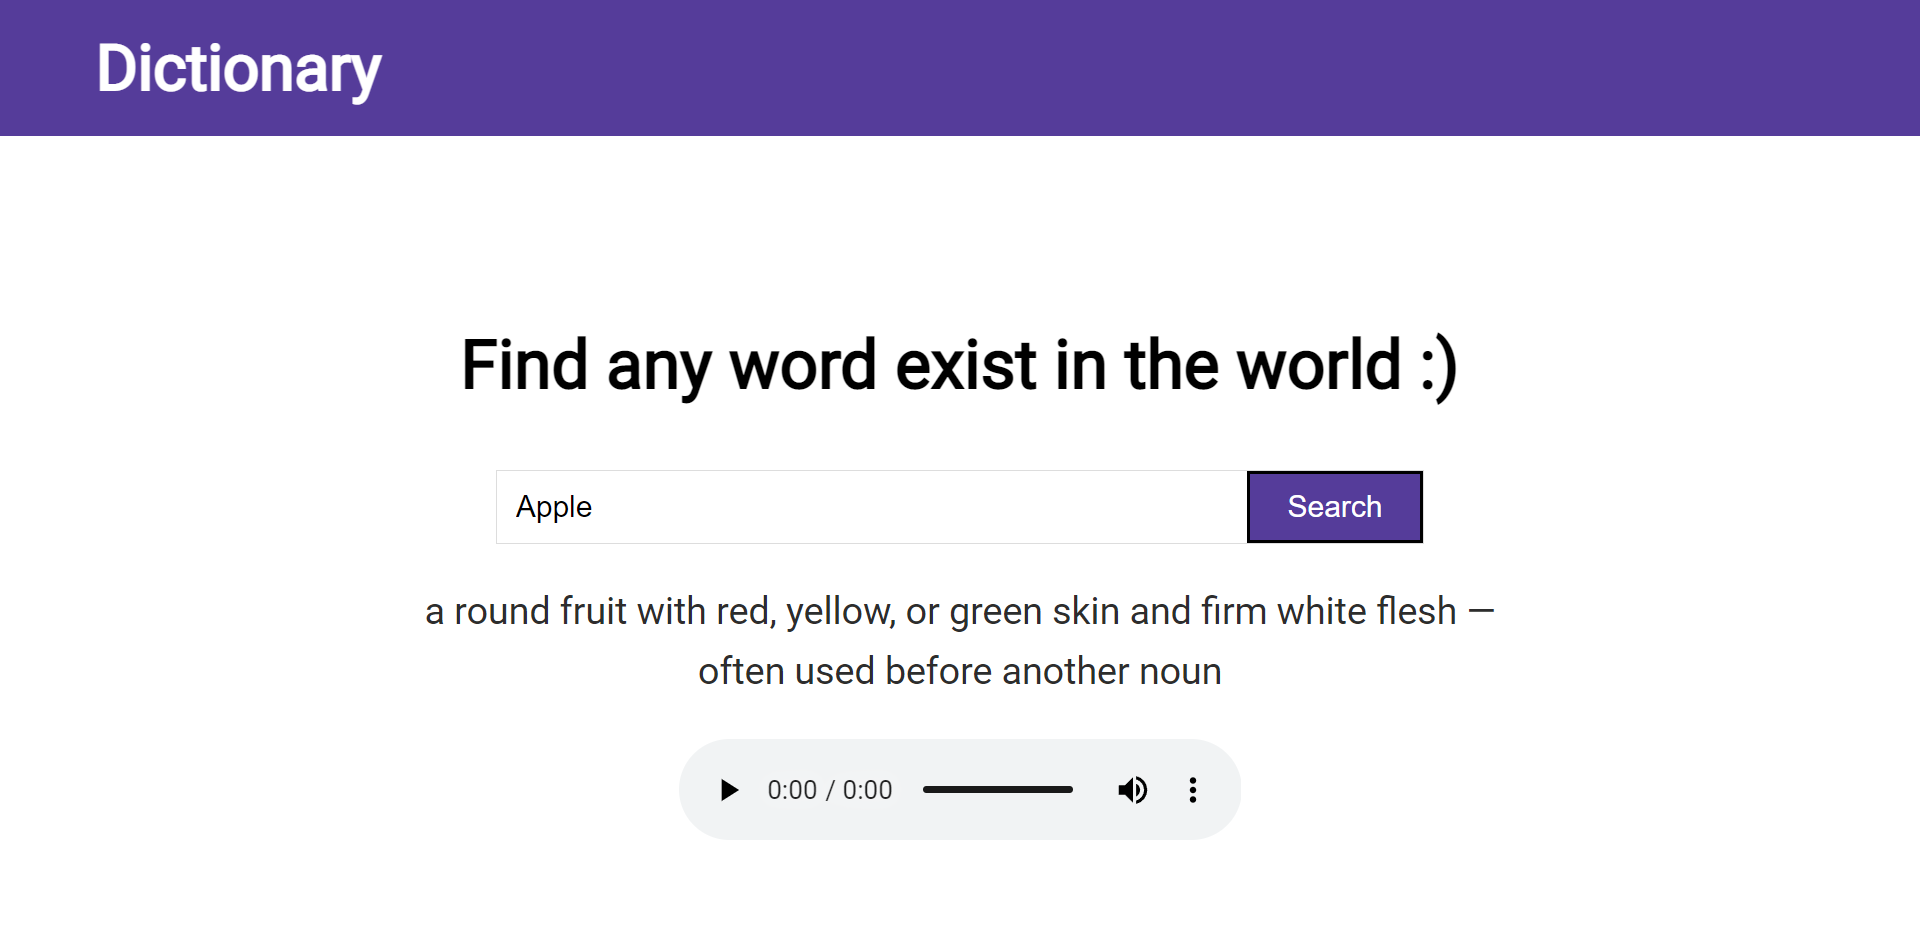 Dictionary
Find any word exist in the world :)
Apple
Search
a round fruit with red, yellow, or green skin and firm white flesh —
often used before another noun
0:00 / 0:00